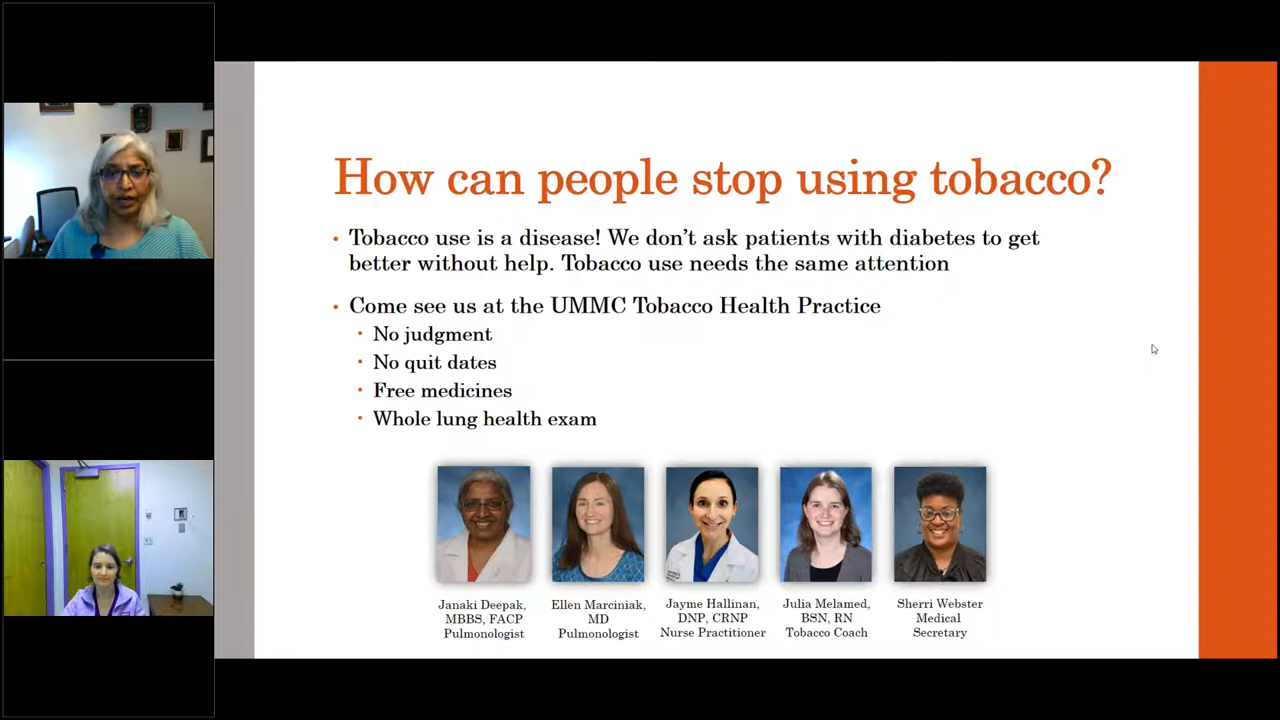 How can people stop using tobacco?
• Tobacco use is a disease! We don't ask patients with diabetes to get
better without help. Tobacco use needs the same attention
• Come see us at the UMMC Tobacco Health Practice
• No judgment
• No quit dates
• Free medicines
• Whole lung health exam
Janaki Deepak,
MBBS, FACP
Pulmonologist
Ellen Marciniak,
MD
Pulmonologist
Jayme Hallinan,
DNP, CRNP
Nurse Practitioner
Julia Melamed,
BSN, RN
Tobacco Coach
Sherri Webster
Medical
Secretary